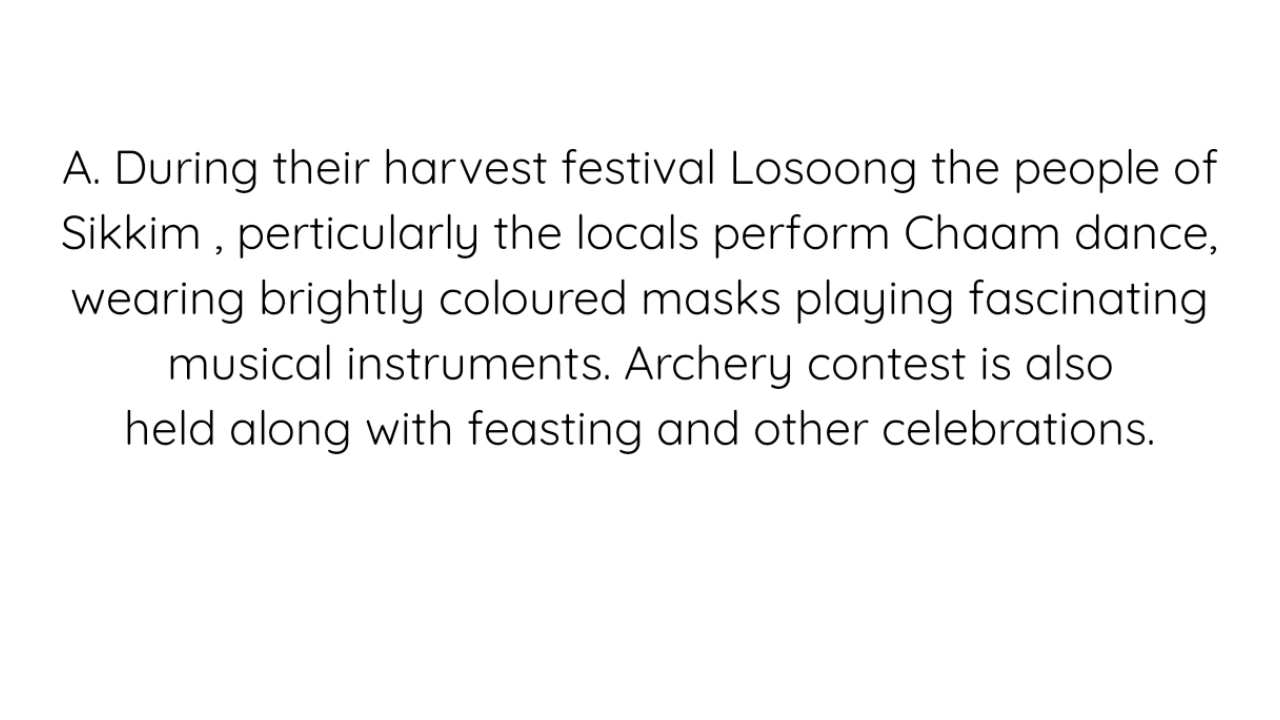 A. During their harvest festival Losoong the people of
Sikkim , perticularly the locals perform Chaam dance,
wearing brightly coloured masks playing fascinating
musical instruments. Archery contest is also
held along with feasting and other celebrations.